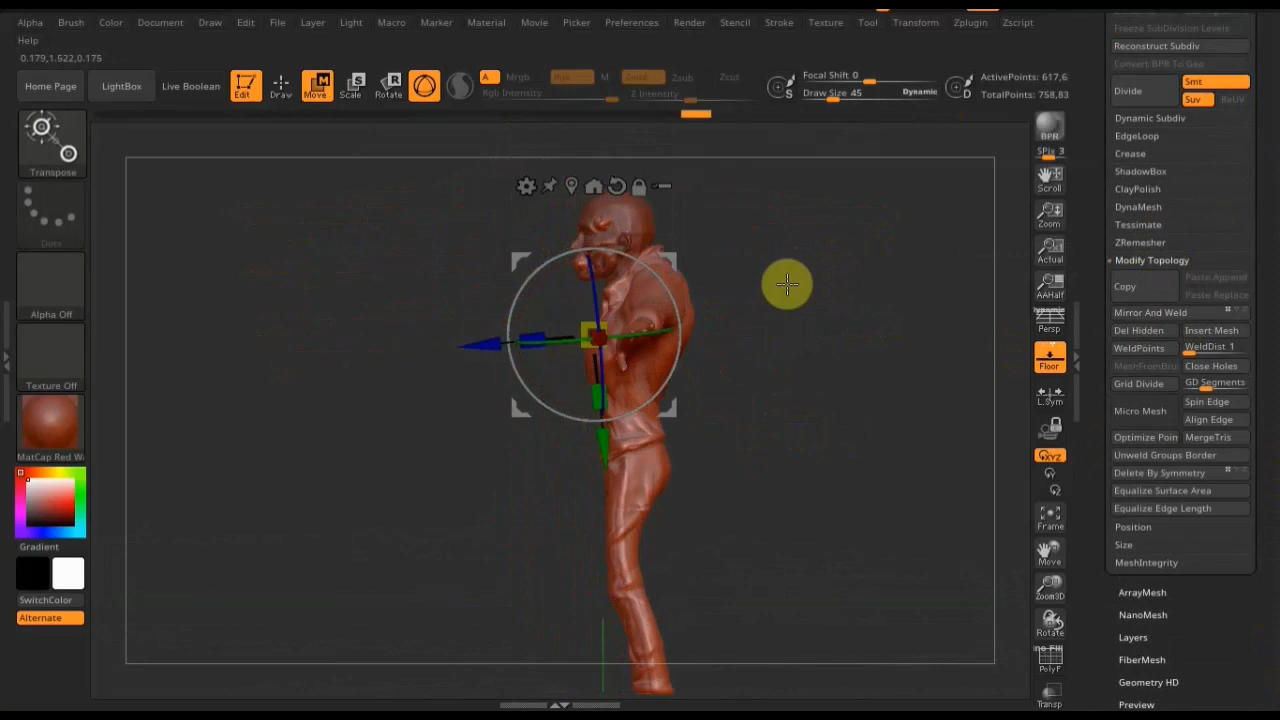 Alpha Brush Color Document Draw Edit File Layer Light Macro Marker Material Movie Picker Preferences Render Stencil Stroke Texture Tool Transform Zplugin Zscript
Help
0.179,1.522,0.175
Home Page LightBox Live Boolean Edit Draw Move Scale Rotate
A Mrgb M Zadd Zsub Zcut
Rgb Intensity Z Intensity
Focal Shift 0
Draw Size 45 Dynamic
S D
ActivePoints: 617,6
TotalPoints: 758,83
Transpose
Dots
Alpha Off
Texture Off
MatCap Red Wa
Gradient
SwitchColor
Alternate
BPR
SPix 3
Scroll
Zoom
Actual
AAHalf
Persp
Floor
L.Sym
XYZ
Frame
Move
Zoom3D
Rotate
PolyF
Transp
Freeze SubDivision Levels
Reconstruct Subdiv
Convert BPR To Geo
Divide Smt
Suv ReUV
Dynamic Subdiv
EdgeLoop
Crease
ShadowBox
ClayPolish
DynaMesh
Tessimate
ZRemesher
Modify Topology
Copy Paste Append
Paste Replace
Mirror And Weld
Del Hidden Insert Mesh
WeldPoints WeldDist 1
MeshFromBru Close Holes
Grid Divide GD Segments
Micro Mesh Spin Edge
Align Edge
Optimize Poin MergeTris
Unweld Groups Border
Delete By Symmetry
Equalize Surface Area
Equalize Edge Length
Position
Size
MeshIntegrity
ArrayMesh
NanoMesh
Layers
FiberMesh
Geometry HD
Preview